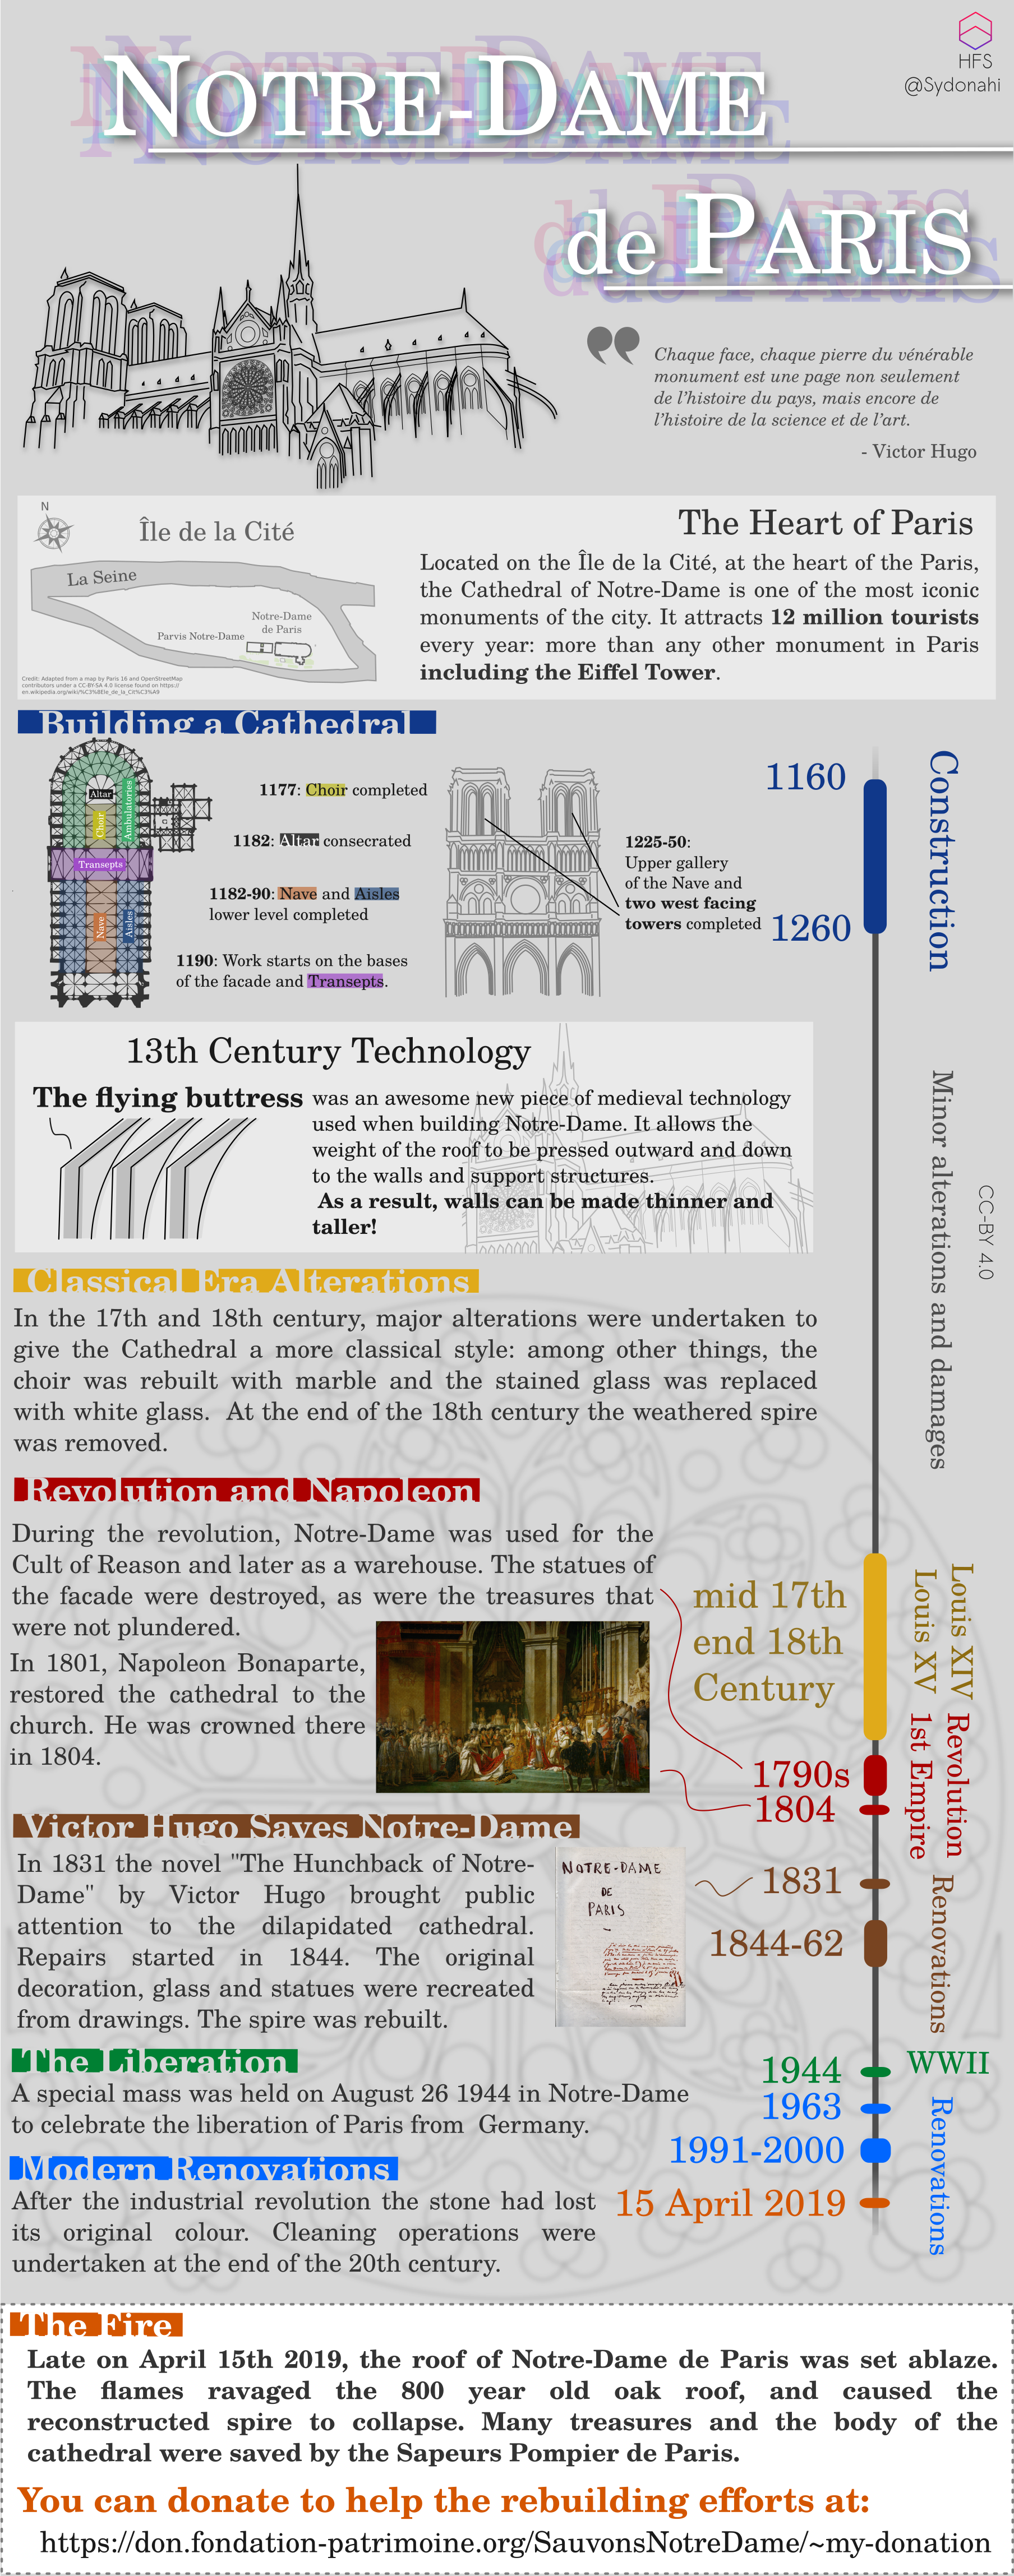 HFS
@Sydonahi
NOTRE-DAME
de PARIS
Chaque face, chaque pierre du vénérable
monument est une page non seulement
de l'histoire du pays, mais encore de
l'histoire de la science et de l'art.
- Victor Hugo
N
Île de la Cité
La Seine
Notre-Dame
de Paris
Parvis Notre-Dame
Credit: Adapted from a map by Paris 16 and OpenStreetMap
contributors under a CC-BY-SA 4.0 license found on https://
en.wikipedia.org/wiki/%C3%8Ele_de_la_Cit%C3%A9
The Heart of Paris
Located on the Île de la Cité, at the heart of the Paris,
the Cathedral of Notre-Dame is one of the most iconic
monuments of the city. It attracts 12 million tourists
every year: more than any other monument in Paris
including the Eiffel Tower.
Building a Cathedral
Altar
Choir
Ambulatories
Transepts
Nave
Aisles
1177: Choir completed
1182: Altar consecrated
1182-90: Nave and Aisles
lower level completed
1190: Work starts on the bases
of the facade and Transepts.
1225-50:
Upper gallery
of the Nave and
two west facing
towers completed
1160
1260
Construction
13th Century Technology
The flying buttress was an awesome new piece of medieval technology
used when building Notre-Dame. It allows the
weight of the roof to be pressed outward and down
to the walls and support structures.
As a result, walls can be made thinner and
taller!
Minor alterations and damages
CC-BY 4.0
Classical Era Alterations
In the 17th and 18th century, major alterations were undertaken to
give the Cathedral a more classical style: among other things, the
choir was rebuilt with marble and the stained glass was replaced
with white glass. At the end of the 18th century the weathered spire
was removed.
Revolution and Napoleon
During the revolution, Notre-Dame was used for the
Cult of Reason and later as a warehouse. The statues of
the facade were destroyed, as were the treasures that
were not plundered.
In 1801, Napoleon Bonaparte,
restored the cathedral to the
church. He was crowned there
in 1804.
mid 17th
end 18th
Century
Louis XIV
Louis XV
1790s
1804
Revolution
1st Empire
Victor Hugo Saves Notre-Dame
In 1831 the novel "The Hunchback of Notre-
Dame" by Victor Hugo brought public
attention to the dilapidated cathedral.
Repairs started in 1844. The original
decoration, glass and statues were recreated
from drawings. The spire was rebuilt.
NOTRE-DAME
DE
PARIS
1831
1844-62
Renovations
The Liberation
A special mass was held on August 26 1944 in Notre-Dame
to celebrate the liberation of Paris from Germany.
1944
WWII
1963
1991-2000
Renovations
Modern Renovations
After the industrial revolution the stone had lost
its original colour. Cleaning operations were
undertaken at the end of the 20th century.
15 April 2019
The Fire
Late on April 15th 2019, the roof of Notre-Dame de Paris was set ablaze.
The flames ravaged the 800 year old oak roof, and caused the
reconstructed spire to collapse. Many treasures and the body of the
cathedral were saved by the Sapeurs Pompier de Paris.
You can donate to help the rebuilding efforts at:
https://don.fondation-patrimoine.org/SauvonsNotreDame/~my-donation